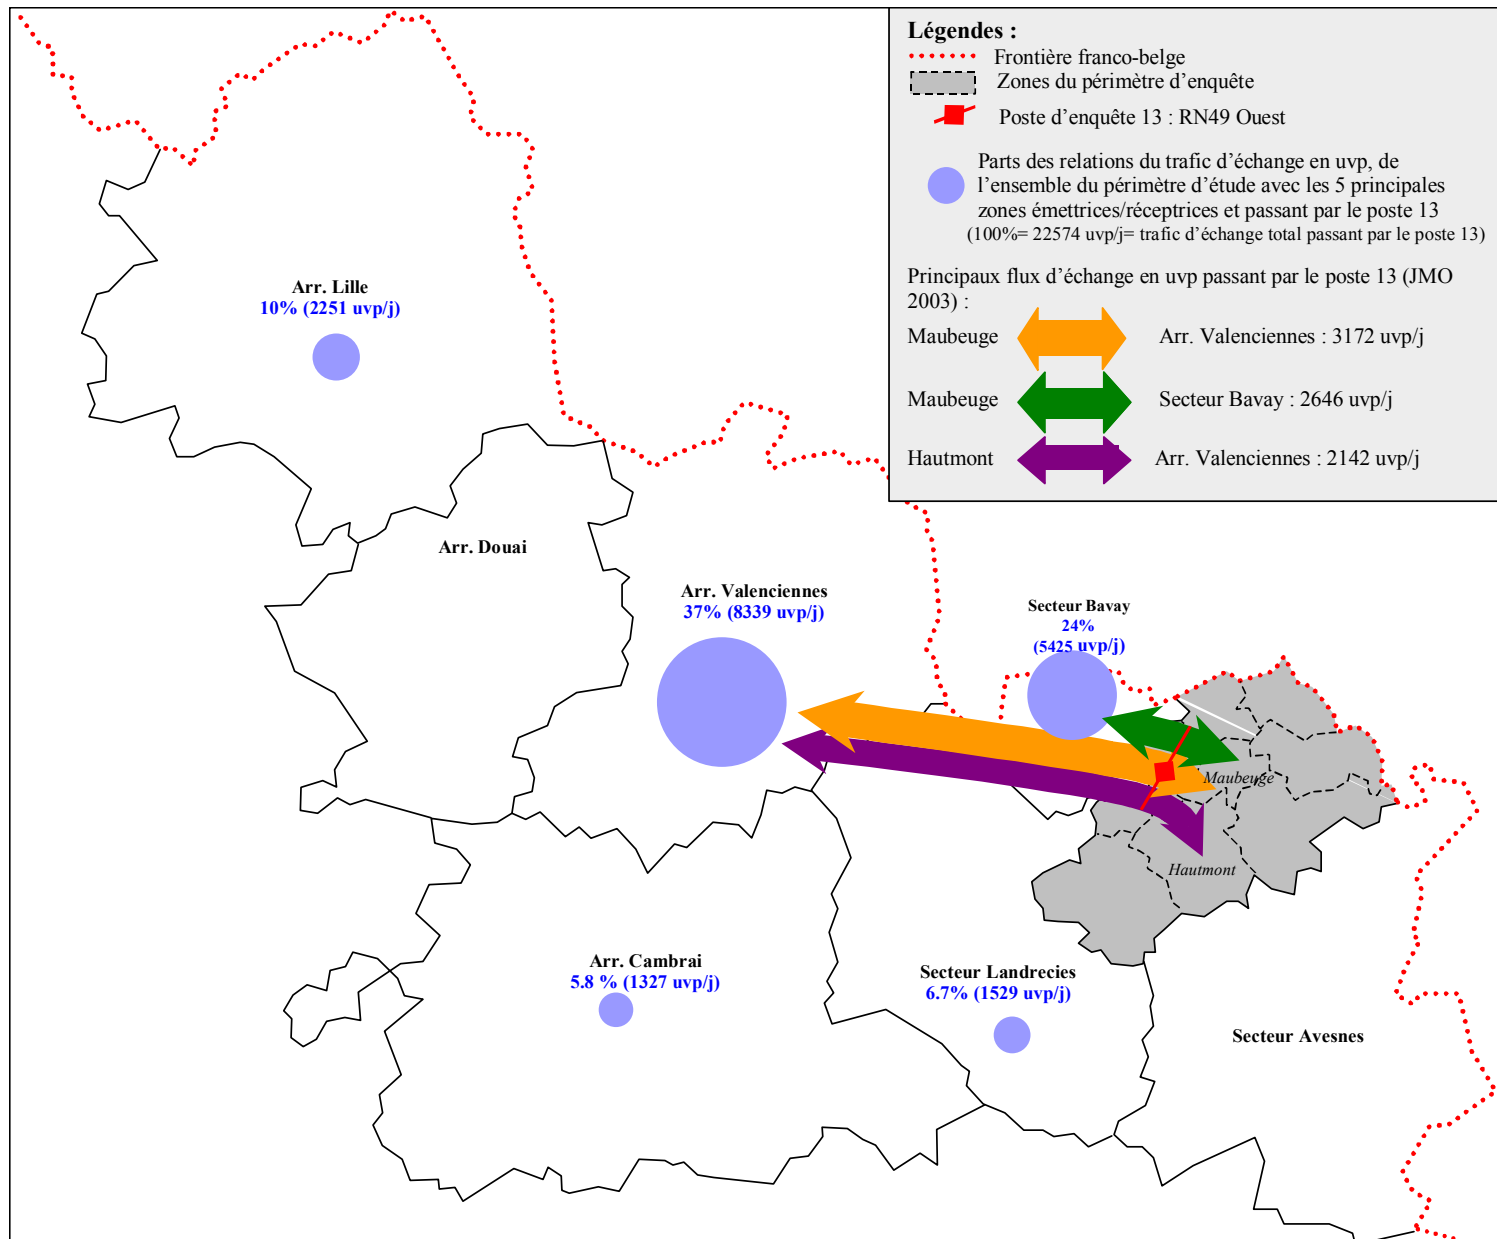 Légendes :
Frontière franco-belge
Zones du périmètre d'enquête
Poste d'enquête 13 : RN49 Ouest
Parts des relations du trafic d'échange en uvp, de
l'ensemble du périmètre d'étude avec les 5 principales
zones émettrices/réceptrices et passant par le poste 13
(100%= 22574 uvp/j= trafic d'échange total passant par le poste 13)
Principaux flux d'échange en uvp passant par le poste 13 (JMO
2003) :
Maubeuge Arr. Valenciennes : 3172 uvp/j
Maubeuge Secteur Bavay : 2646 uvp/j
Hautmont Arr. Valenciennes : 2142 uvp/j
Arr. Lille
10% (2251 uvp/j)
Arr. Douai
Arr. Valenciennes
37% (8339 uvp/j)
Secteur Bavay
24%
(5425 uvp/j)
Maubeuge
Hautmont
Arr. Cambrai
5.8 % (1327 uvp/j)
Secteur Landrecies
6.7% (1529 uvp/j)
Secteur Avesnes